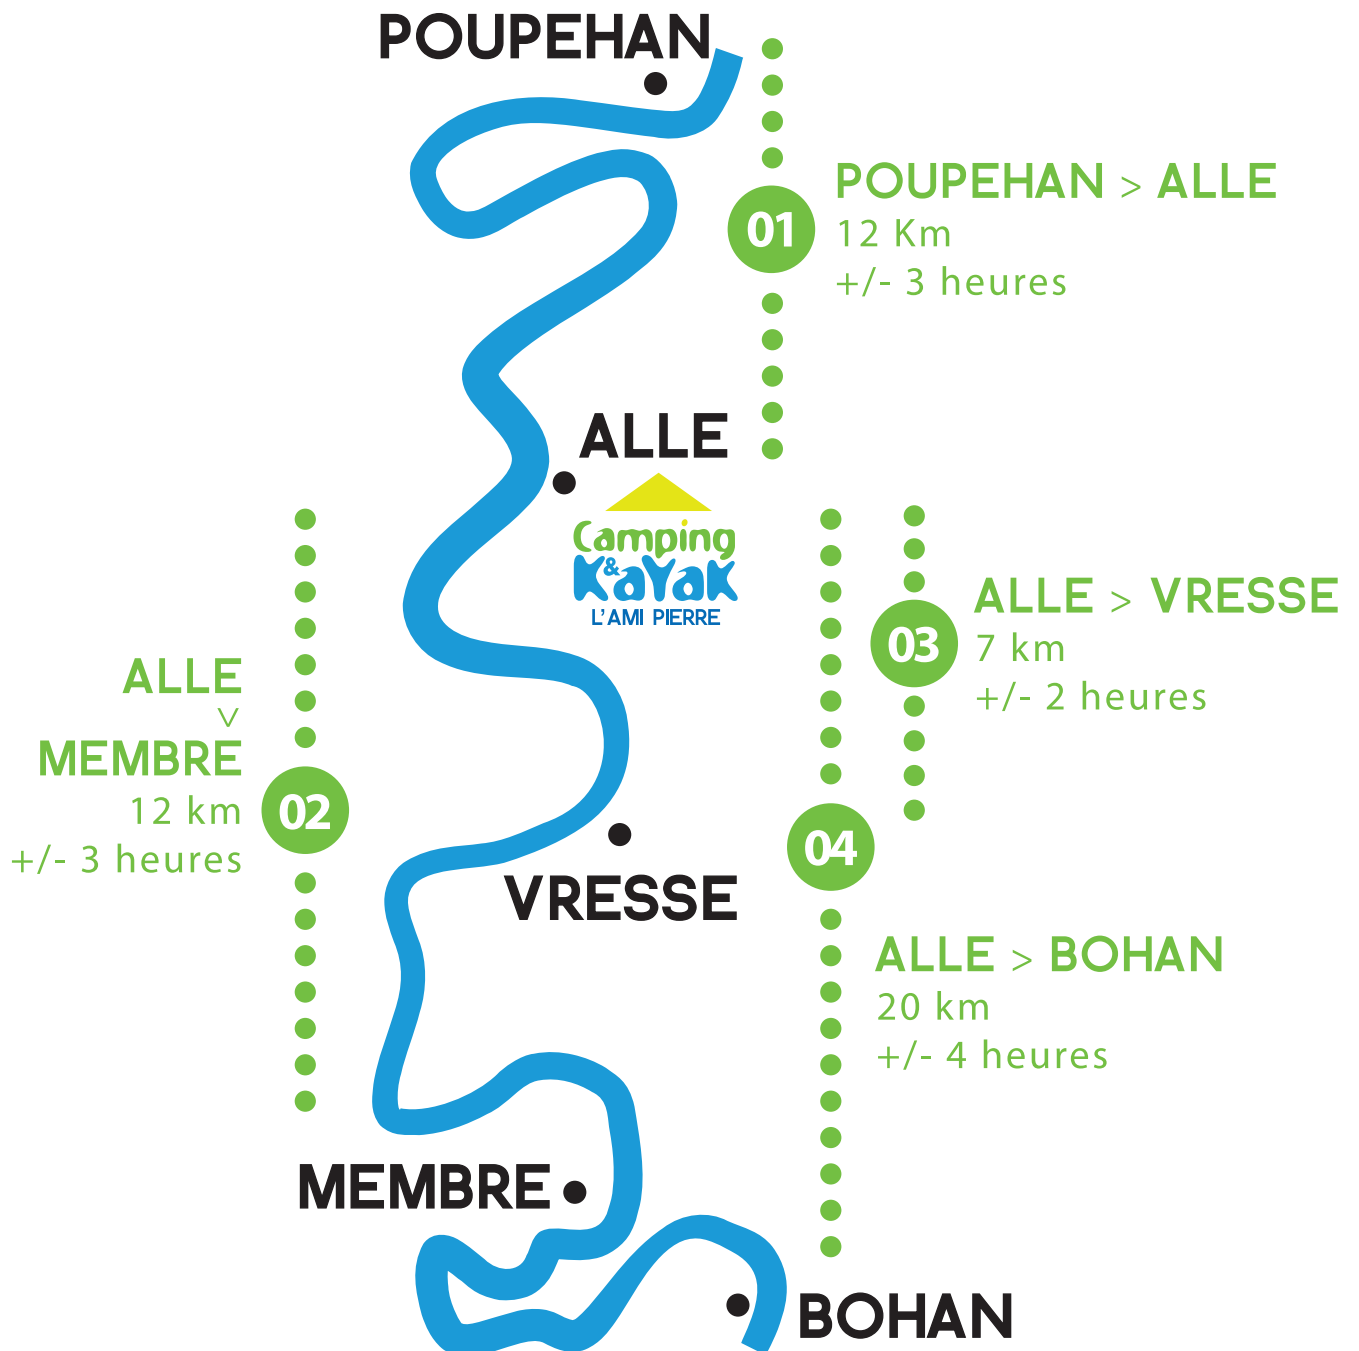 POUPEHAN
01
POUPEHAN > ALLE
12 Km
+/- 3 heures
ALLE
Camping
& KaYaK
L'AMI PIERRE
03
ALLE > VRESSE
7 km
+/- 2 heures
ALLE
>
MEMBRE
12 km
+/- 3 heures
02
04
VRESSE
ALLE > BOHAN
20 km
+/- 4 heures
MEMBRE
BOHAN